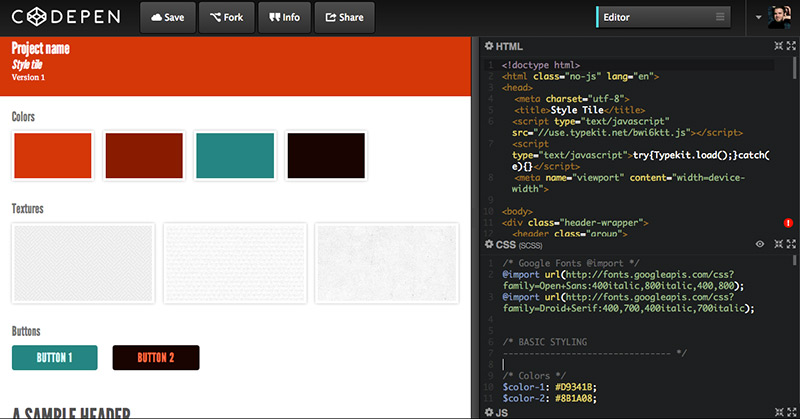 CODEPEN
Save
Fork
Info
Share
Editor
Project name
Style tile
Version 1
Colors
Textures
Buttons
BUTTON 1
BUTTON 2
A SAMPLE HEADER
HTML
1 <!doctype html>
2 <html class="no-js" lang="en">
3 <head>
4 <meta charset="utf-8">
5 <title>Style Tile</title>
6 <script type="text/javascript"
src="//use.typekit.net/bwi6ktt.js"></script>
7 <script
type="text/javascript">try{Typekit.load();}catch(
e){}</script>
8 <meta name="viewport" content="width=device-
width">
9
10 <body>
11 <div class="header-wrapper">
12 <header class="group">
CSS (SCSS)
1 /* Google Fonts @import */
2 @import url(http://fonts.googleapis.com/css?
family=Open+Sans:400italic,800italic,400,800);
3 @import url(http://fonts.googleapis.com/css?
family=Droid+Serif:400,700,400italic,700italic);
4
5
6 /* BASIC STYLING
7 ------------------------------- */
8
9 /* Colors */
10 $color-1: #D9341B;
11 $color-2: #8B1A08;
JS